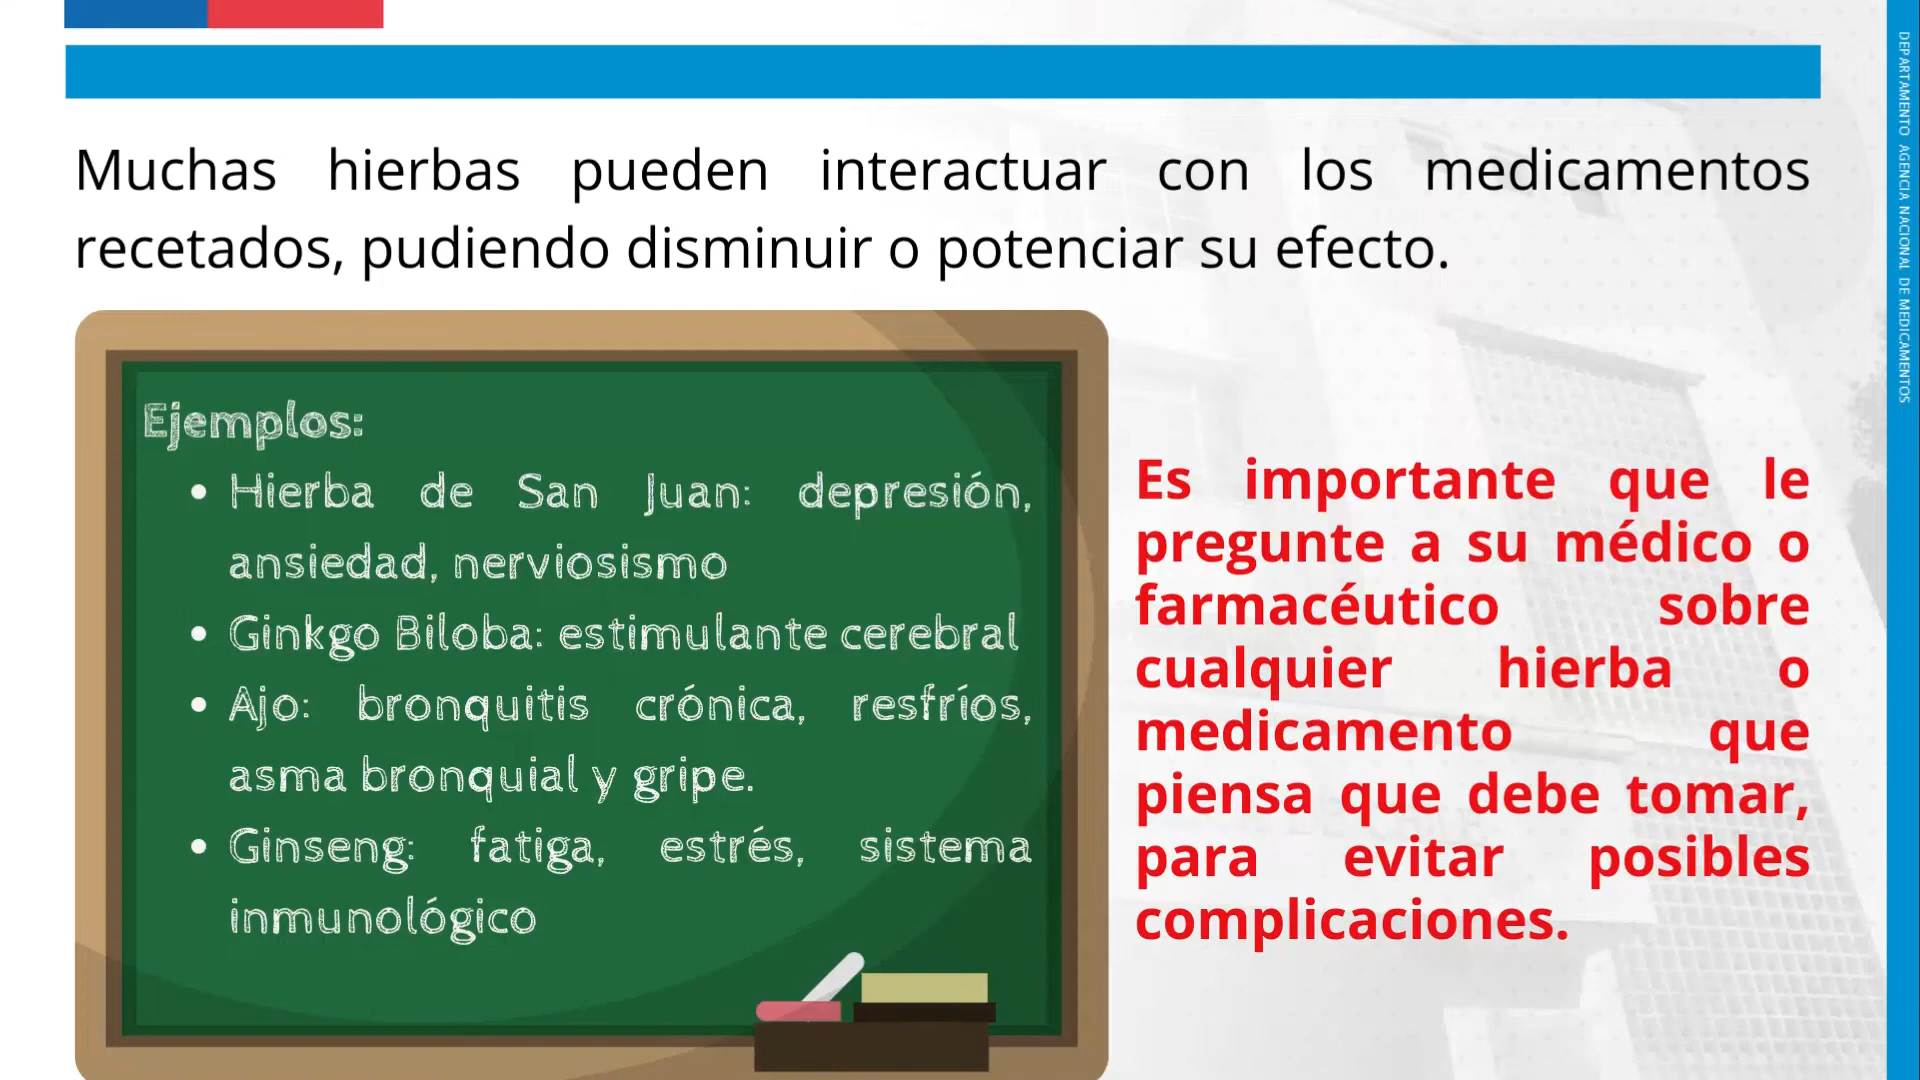 Muchas hierbas pueden interactuar con los medicamentos
recetados, pudiendo disminuir o potenciar su efecto.
Ejemplos:
• Hierba de San Juan: depresión,
ansiedad, nerviosismo
• Ginkgo Biloba: estimulante cerebral
• Ajo: bronquitis crónica, resfríos,
asma bronquial y gripe.
• Ginseng: fatiga, estrés, sistema
inmunológico
Es importante que le
pregunte a su médico o
farmacéutico sobre
cualquier hierba o
medicamento que
piensa que debe tomar,
para evitar posibles
complicaciones.
DEPARTAMENTO AGENCIA NACIONAL DE MEDICAMENTOS